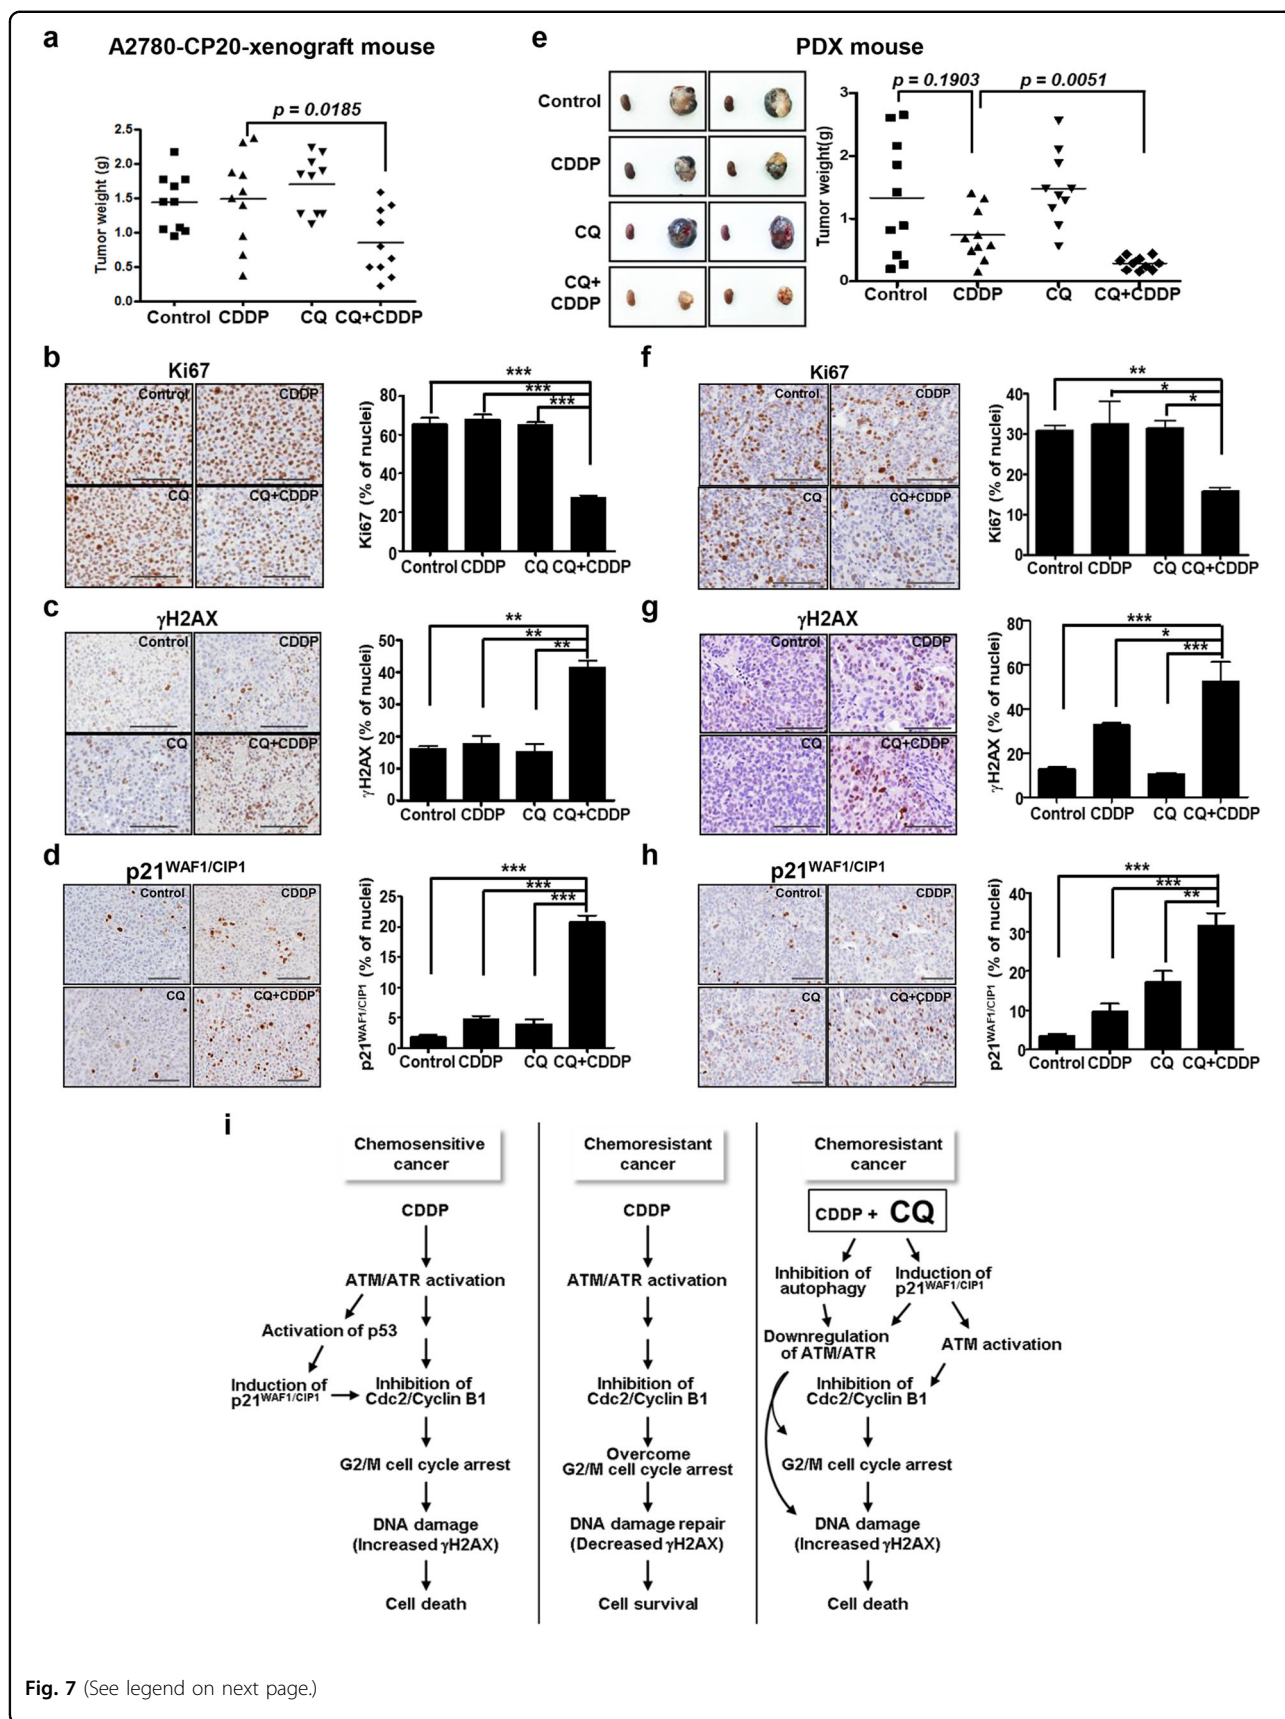 a
A2780-CP20-xenograft mouse
p = 0.0185
Tumor weight (g)
2.5
2.0
1.5
1.0
0.5
0.0
Control CDDP CQ CQ+CDDP
e
PDX mouse
Control
CDDP
CQ
CQ+
CDDP
p = 0.1903
p = 0.0051
Tumor weight(g)
3
2
1
0
Control CDDP CQ CQ+CDDP
b
Ki67
Control
CDDP
CQ
CQ+CDDP
Ki67 (% of nuclei)
80
60
40
20
0
***
***
***
Control CDDP CQ CQ+CDDP
f
Ki67
Control
CDDP
CQ
CQ+CDDP
Ki67 (% of nuclei)
40
30
20
10
0
**
*
*
Control CDDP CQ CQ+CDDP
c
γH2AX
Control
CDDP
CQ
CQ+CDDP
γH2AX (% of nuclei)
50
40
30
20
10
0
**
**
**
Control CDDP CQ CQ+CDDP
g
γH2AX
Control
CDDP
CQ
CQ+CDDP
γH2AX (% of nuclei)
80
60
40
20
0
***
*
***
Control CDDP CQ CQ+CDDP
d
p21WAF1/CIP1
Control
CDDP
CQ
CQ+CDDP
p21WAF1/CIP1 (% of nuclei)
25
20
15
10
5
0
***
***
***
Control CDDP CQ CQ+CDDP
h
p21WAF1/CIP1
Control
CDDP
CQ
CQ+CDDP
p21WAF1/CIP1 (% of nuclei)
40
30
20
10
0
***
***
**
Control CDDP CQ CQ+CDDP
i
Chemosensitive
cancer
CDDP
ATM/ATR activation
Activation of p53
Induction of
p21WAF1/CIP1
Inhibition of
Cdc2/Cyclin B1
G2/M cell cycle arrest
DNA damage
(Increased γH2AX)
Cell death
Chemoresistant
cancer
CDDP
ATM/ATR activation
Inhibition of
Cdc2/Cyclin B1
Overcome
G2/M cell cycle arrest
DNA damage repair
(Decreased γH2AX)
Cell survival
Chemoresistant
cancer
CDDP + CQ
Inhibition of
autophagy
Induction of
p21WAF1/CIP1
Downregulation
of ATM/ATR
ATM activation
Inhibition of
Cdc2/Cyclin B1
G2/M cell cycle arrest
DNA damage
(Increased γH2AX)
Cell death
Fig. 7 (See legend on next page.)